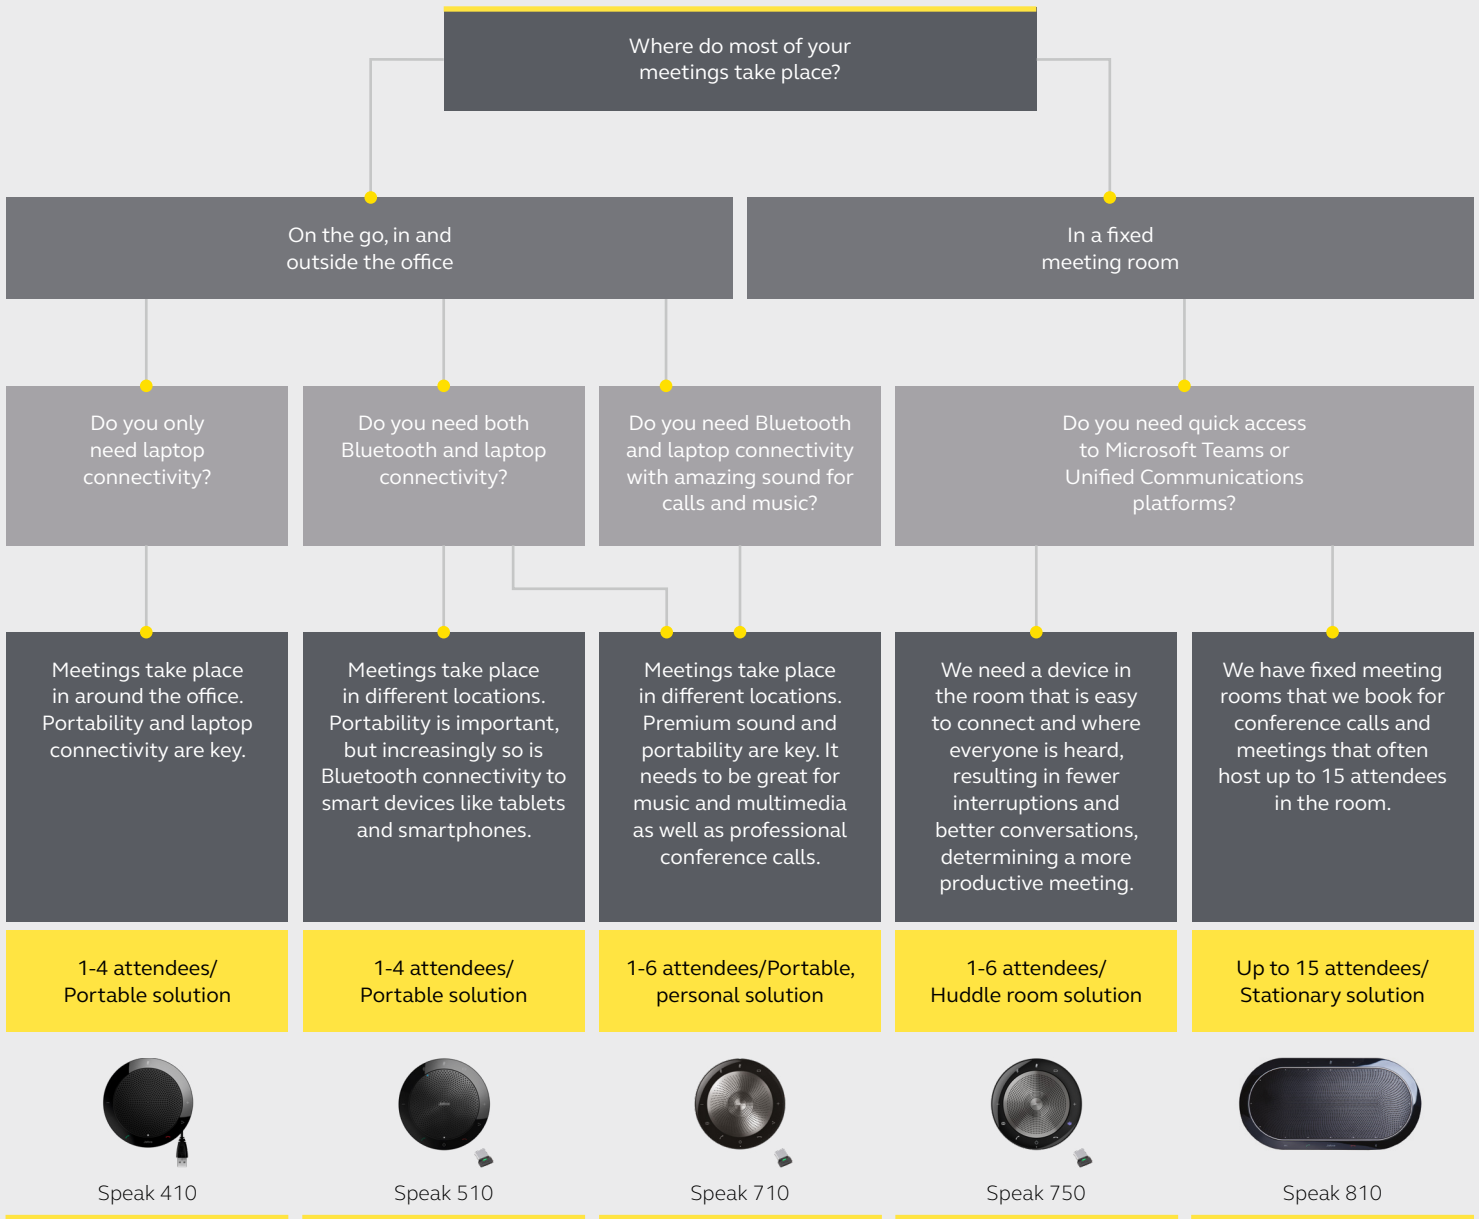 Where do most of your
meetings take place?
On the go, in and
outside the office
In a fixed
meeting room
Do you only
need laptop
connectivity?
Do you need both
Bluetooth and laptop
connectivity?
Do you need Bluetooth
and laptop connectivity
with amazing sound for
calls and music?
Do you need quick access
to Microsoft Teams or
Unified Communications
platforms?
Meetings take place
in around the office.
Portability and laptop
connectivity are key.
Meetings take place
in different locations.
Portability is important,
but increasingly so is
Bluetooth connectivity to
smart devices like tablets
and smartphones.
Meetings take place
in different locations.
Premium sound and
portability are key. It
needs to be great for
music and multimedia
as well as professional
conference calls.
We need a device in
the room that is easy
to connect and where
everyone is heard,
resulting in fewer
interruptions and
better conversations,
determining a more
productive meeting.
We have fixed meeting
rooms that we book for
conference calls and
meetings that often
host up to 15 attendees
in the room.
1-4 attendees/
Portable solution
1-4 attendees/
Portable solution
1-6 attendees/Portable,
personal solution
1-6 attendees/
Huddle room solution
Up to 15 attendees/
Stationary solution
Speak 410
Speak 510
Speak 710
Speak 750
Speak 810